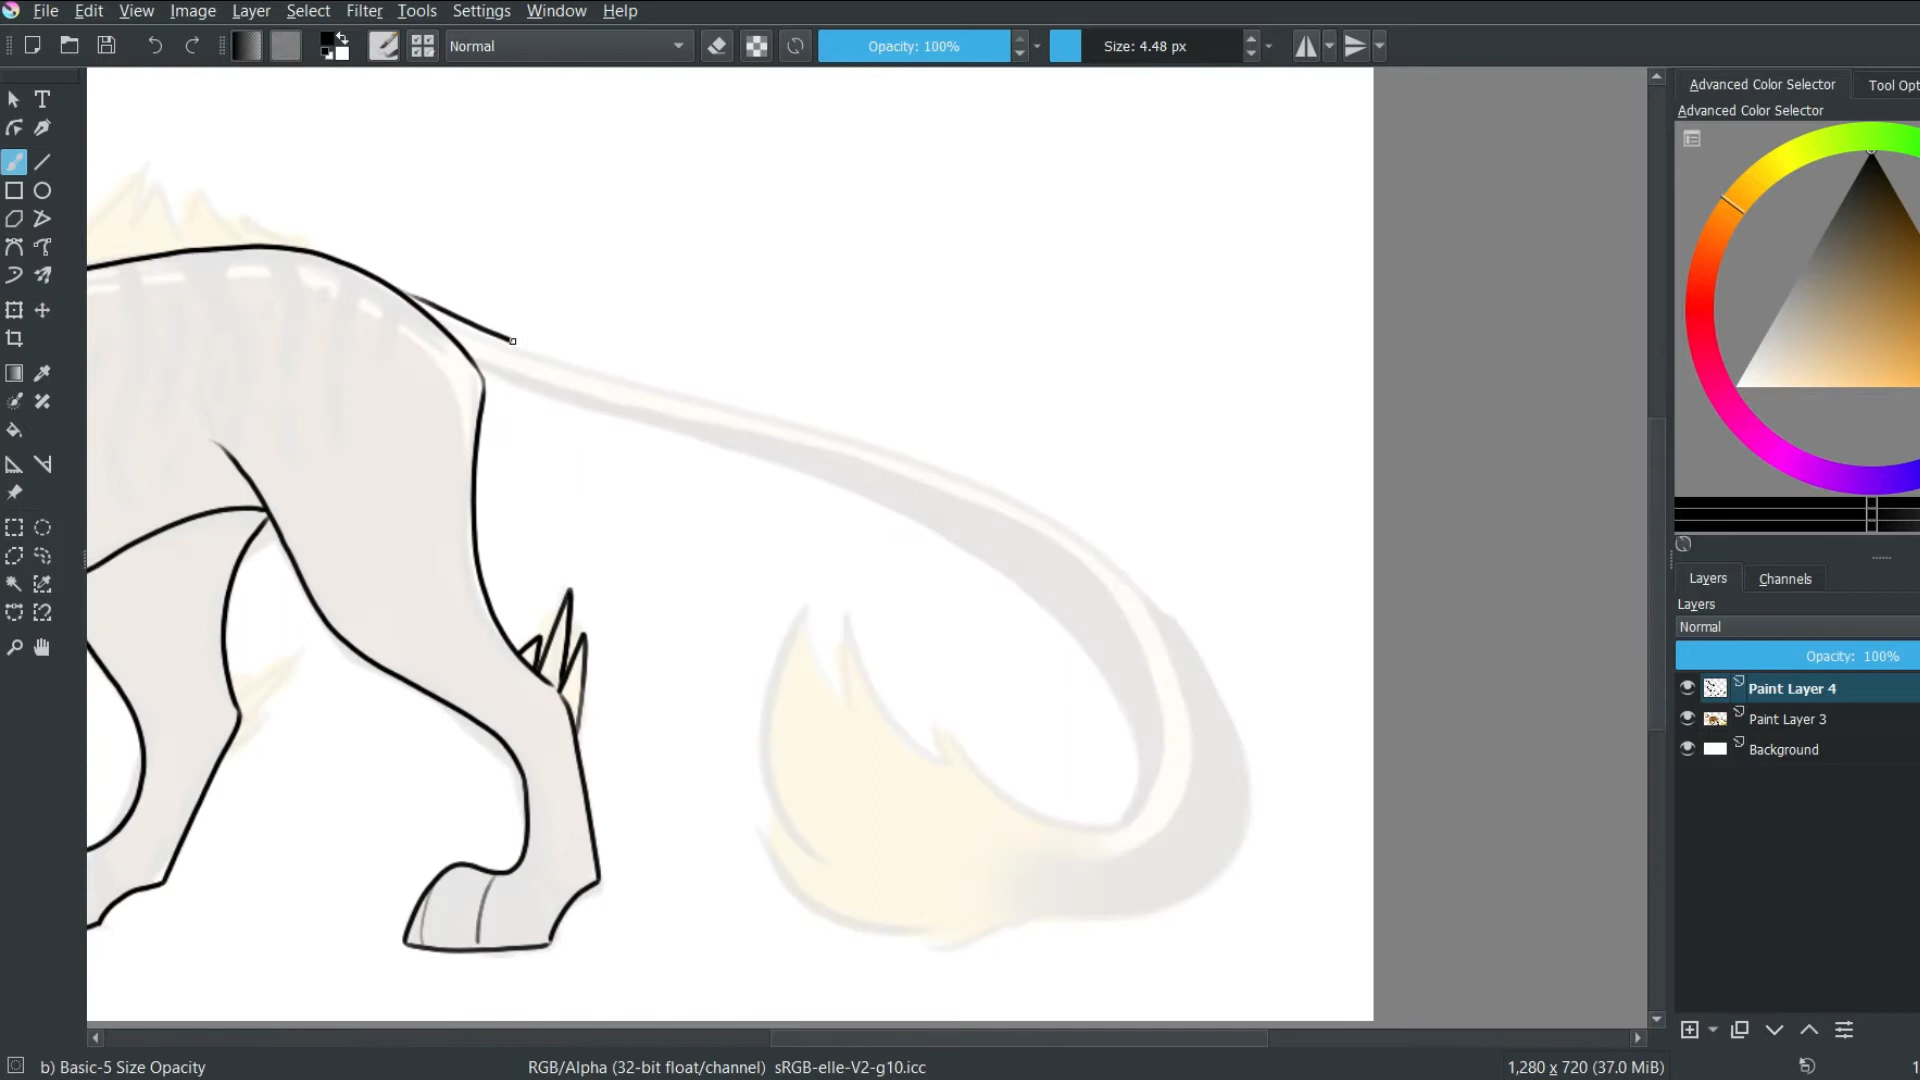 File Edit View Image Layer Select Filter Tools Settings Window Help
Normal Opacity: 100% Size: 4.48 px
Advanced Color Selector Tool Opt
Advanced Color Selector
Layers Channels
Layers
Normal
Opacity: 100%
Paint Layer 4
Paint Layer 3
Background
b) Basic-5 Size Opacity RGB/Alpha (32-bit float/channel) sRGB-elle-V2-g10.icc 1,280 x 720 (37.0 MiB) 1